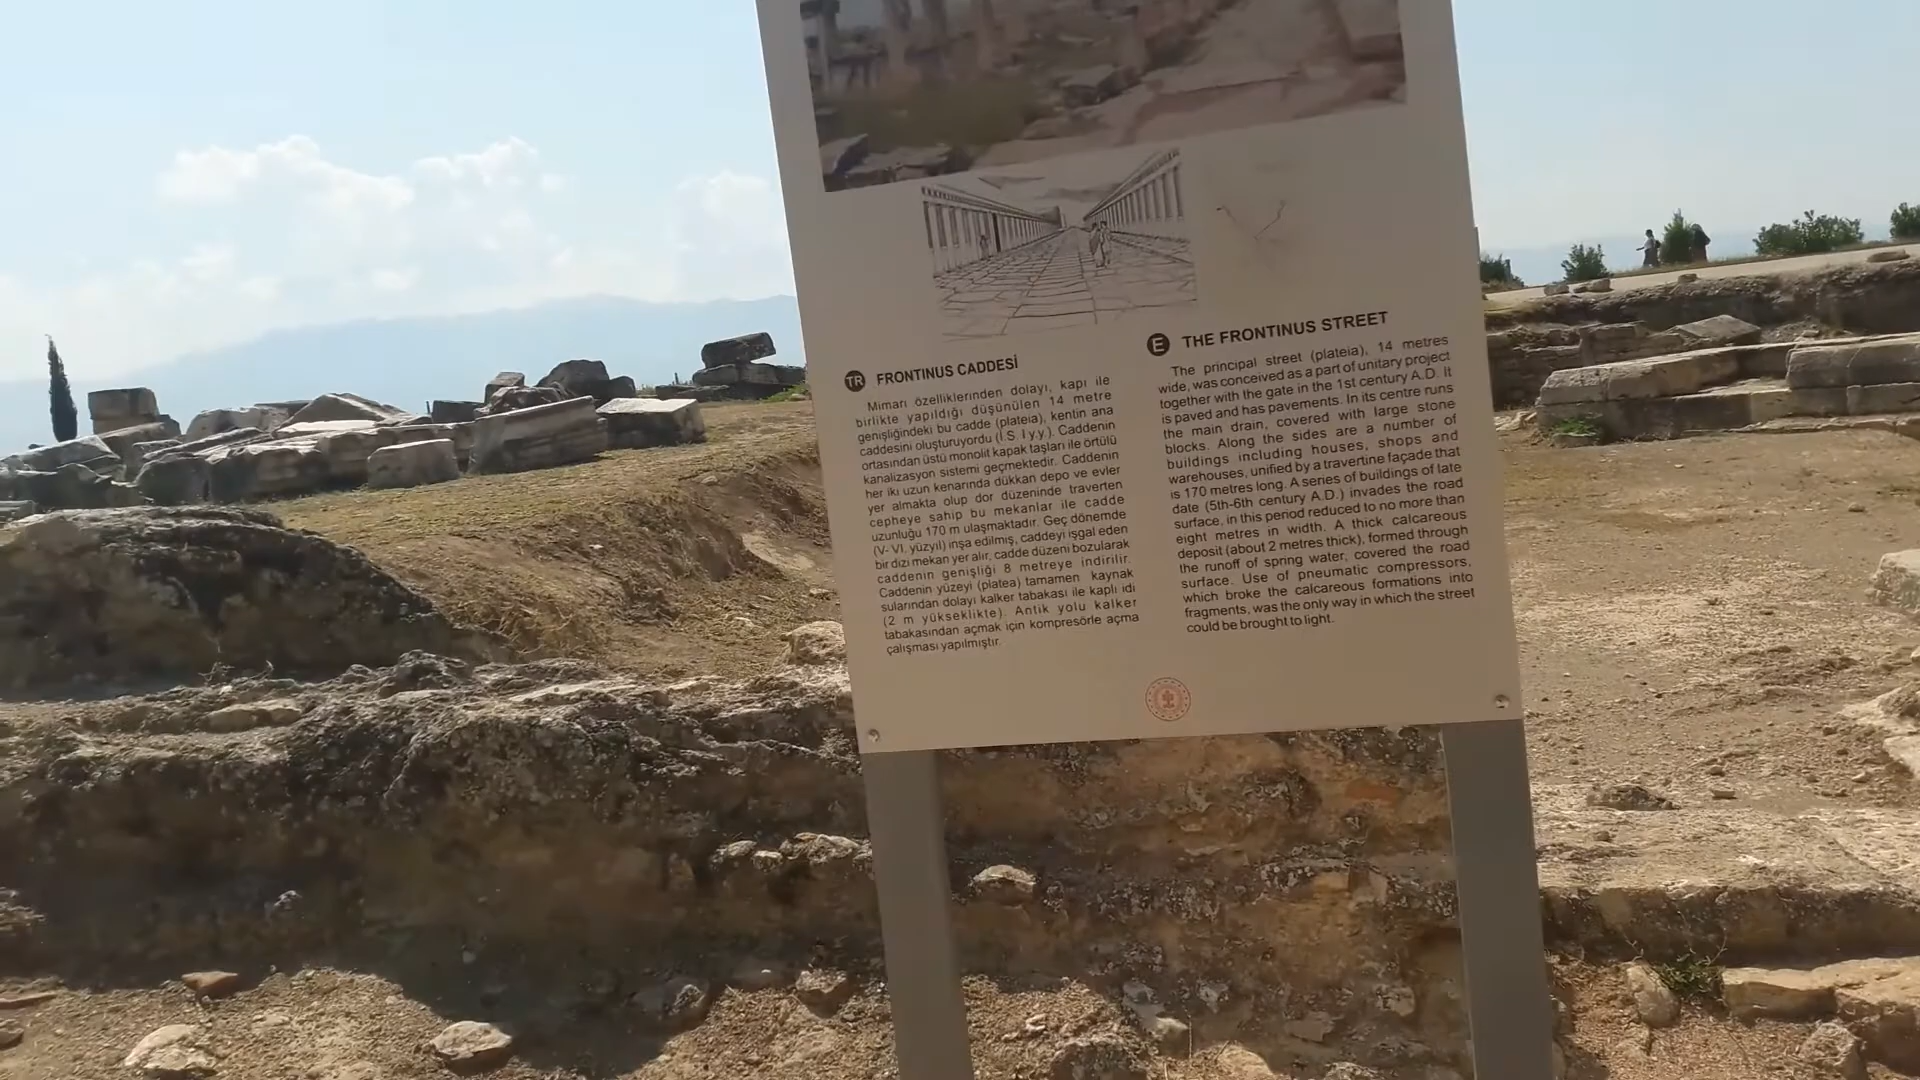 TR FRONTINUS CADDESİ
Mimari özelliklerinden dolayı, kapı ile
birlikte yapıldığı düşünülen 14 metre
genişliğindeki bu cadde (plateia), kentin ana
caddesini oluşturuyordu (İ.S. I y.y.). Caddenin
ortasından üstü monolit kapak taşları ile örtülü
kanalizasyon sistemi geçmektedir. Caddenin
her iki uzun kenarında dükkan depo ve evler
yer almakta olup dor düzeninde traverten
cepheye sahip bu mekanlar ile cadde
uzunluğu 170 m ulaşmaktadır. Geç dönemde
(V- VI. yüzyıl) inşa edilmiş, caddeyi işgal eden
bir dizi mekan yer alır, cadde düzeni bozularak
caddenin genişliği 8 metreye indirilir.
Caddenin yüzeyi (platea) tamamen kaynak
sularından dolayı kalker tabakası ile kaplı idi
(2 m yükseklikte). Antik yolu kalker
tabakasından açmak için kompresörle açma
çalışması yapılmıştır.
E THE FRONTINUS STREET
The principal street (plateia), 14 metres
wide, was conceived as a part of unitary project
together with the gate in the 1st century A.D. It
is paved and has pavements. In its centre runs
the main drain, covered with large stone
blocks. Along the sides are a number of
buildings including houses, shops and
warehouses, unified by a travertine façade that
is 170 metres long. A series of buildings of late
date (5th-6th century A.D.) invades the road
surface, in this period reduced to no more than
eight metres in width. A thick calcareous
deposit (about 2 metres thick), formed through
the runoff of spring water, covered the road
surface. Use of pneumatic compressors,
which broke the calcareous formations into
fragments, was the only way in which the street
could be brought to light.